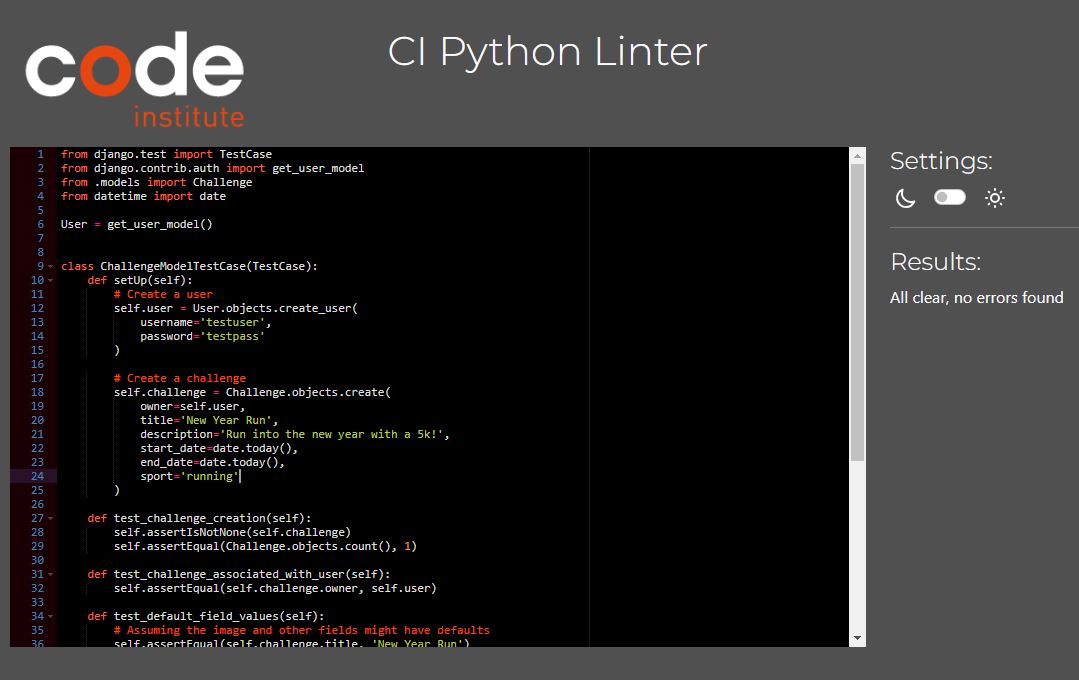 code
institute
CI Python Linter
1 from django.test import TestCase
2 from django.contrib.auth import get_user_model
3 from .models import Challenge
4 from datetime import date
5
6 User = get_user_model()
7
8
9 class ChallengeModelTestCase(TestCase):
10     def setUp(self):
11         # Create a user
12         self.user = User.objects.create_user(
13             username='testuser',
14             password='testpass'
15         )
16
17         # Create a challenge
18         self.challenge = Challenge.objects.create(
19             owner=self.user,
20             title='New Year Run',
21             description='Run into the new year with a 5k!',
22             start_date=date.today(),
23             end_date=date.today(),
24             sport='running'
25         )
26
27     def test_challenge_creation(self):
28         self.assertIsNotNone(self.challenge)
29         self.assertEqual(Challenge.objects.count(), 1)
30
31     def test_challenge_associated_with_user(self):
32         self.assertEqual(self.challenge.owner, self.user)
33
34     def test_default_field_values(self):
35         # Assuming the image and other fields might have defaults
36         self.assertEqual(self.challenge.title, 'New Year Run')
Settings:
Results:
All clear, no errors found